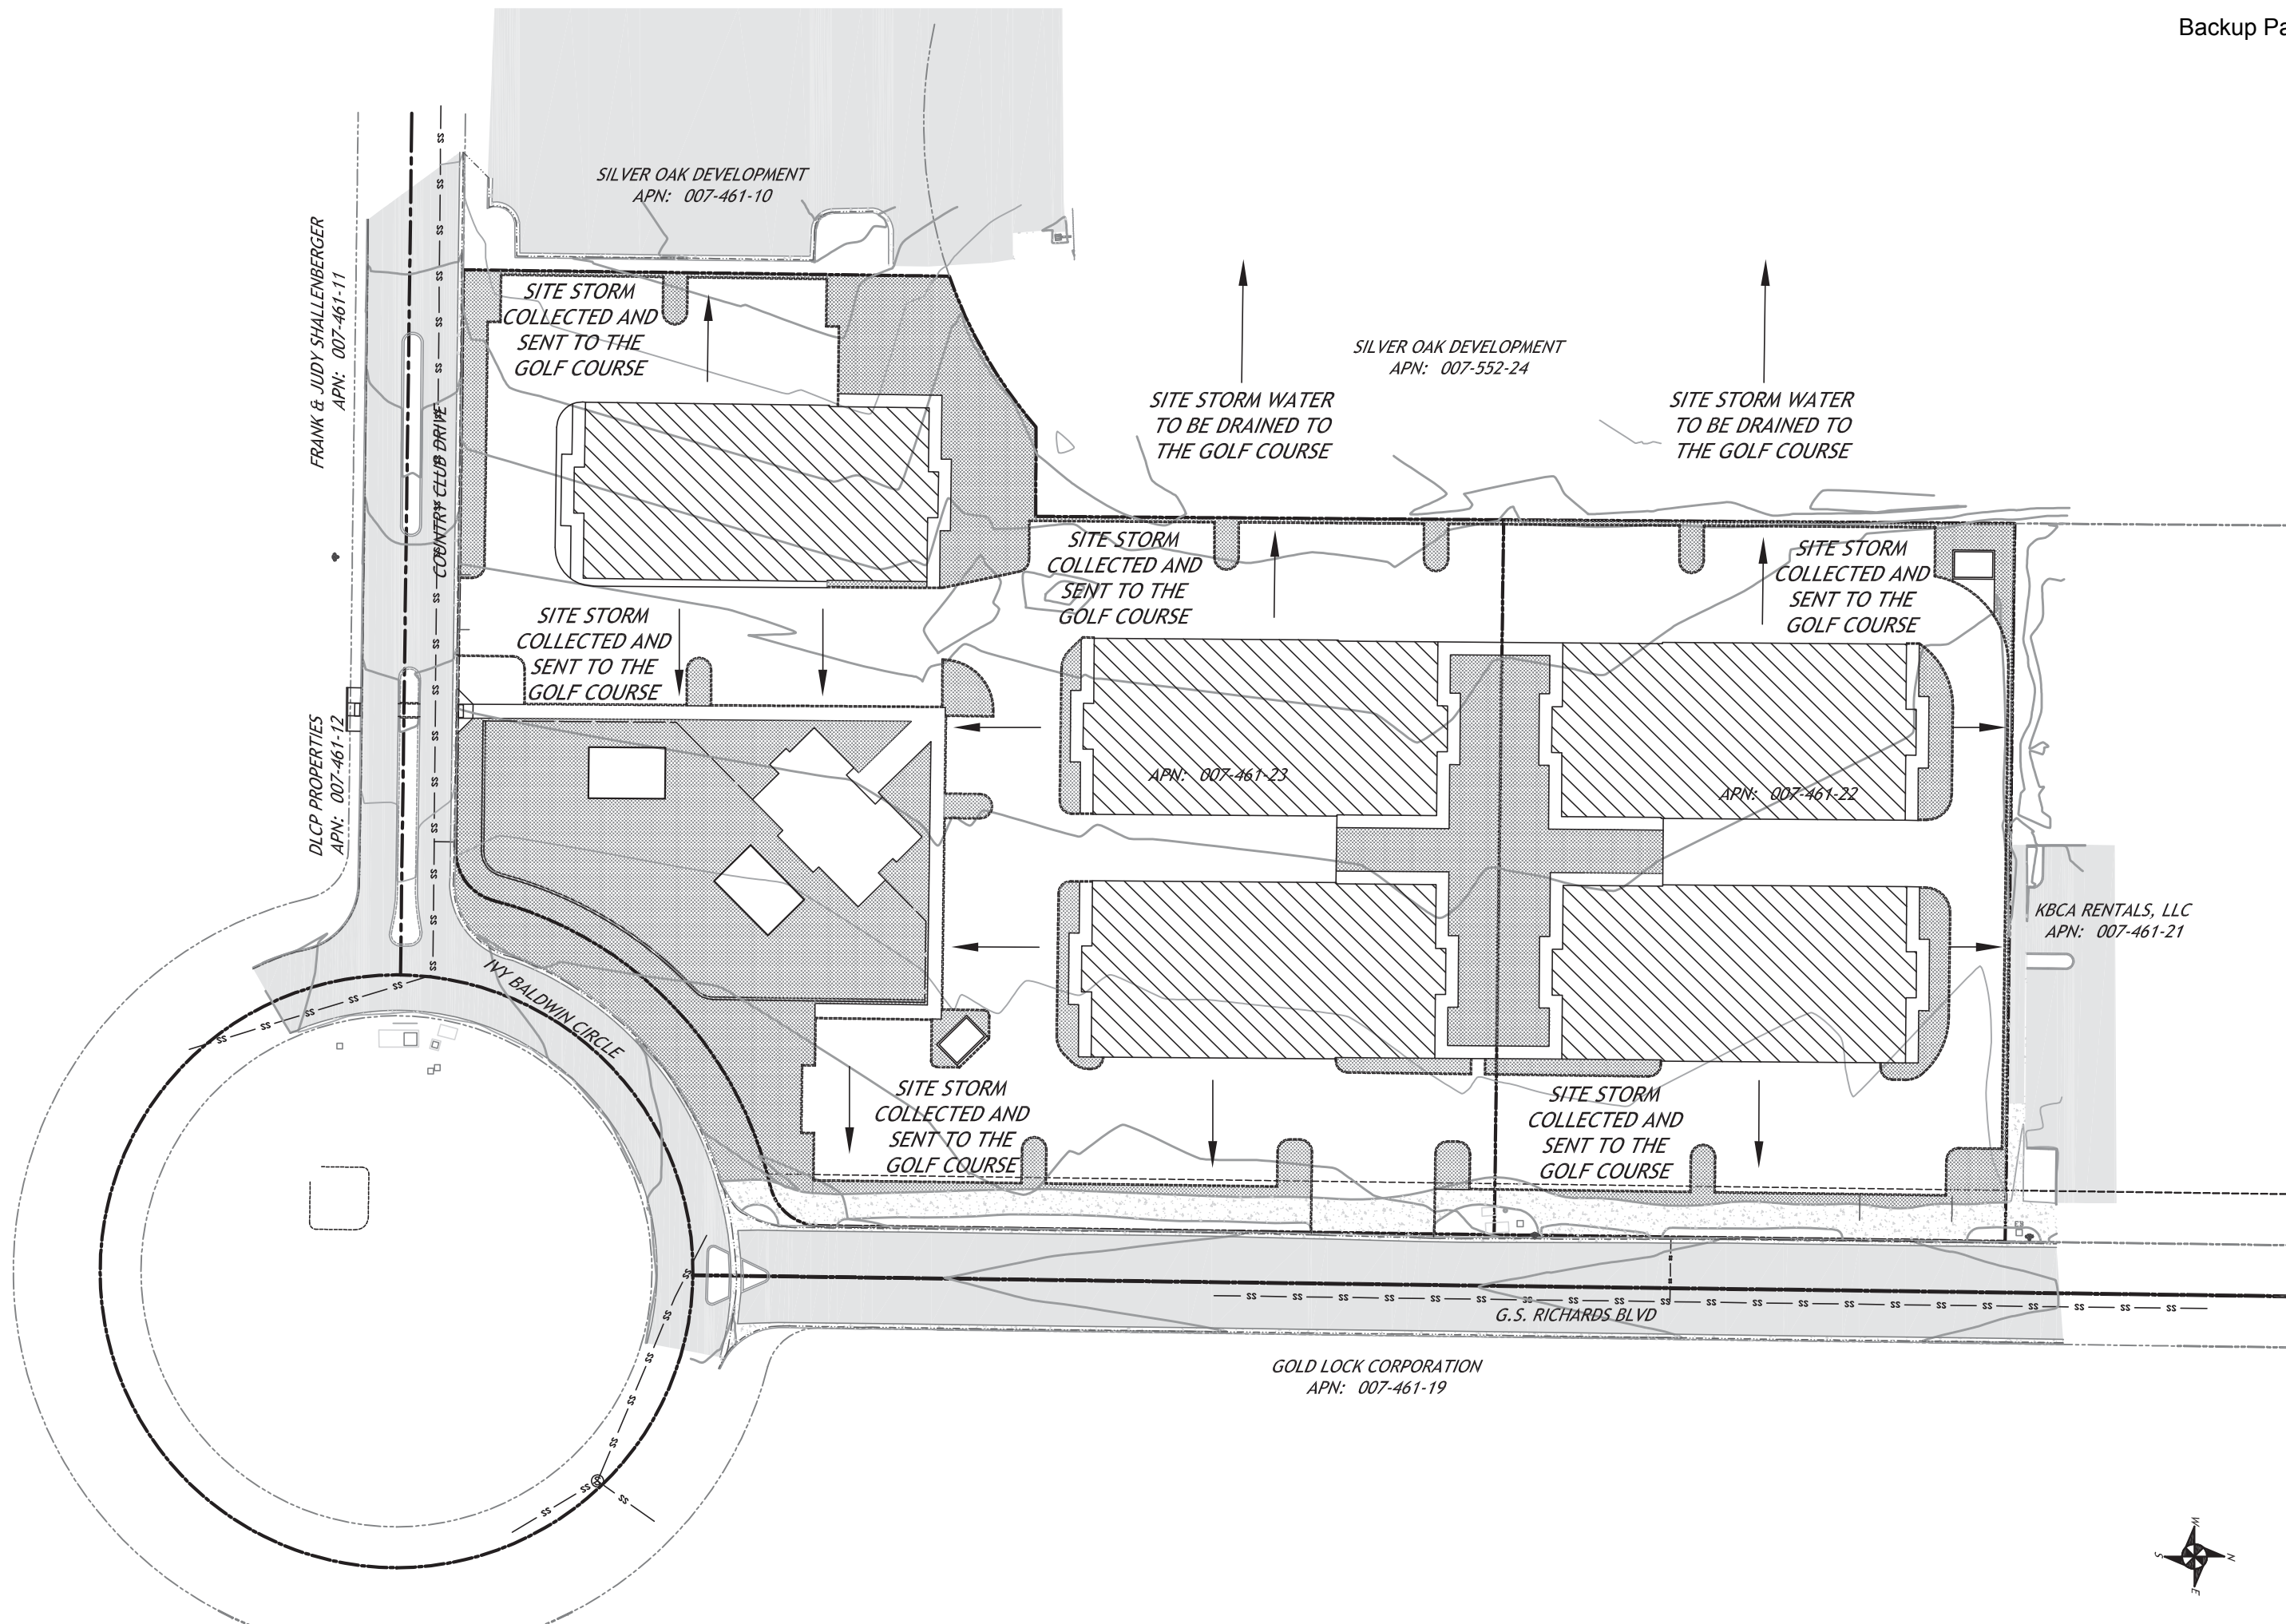 Backup Pa
SILVER OAK DEVELOPMENT
APN: 007-461-10
FRANK & JUDY SHALLENBERGER
APN: 007-461-11
COUNTRY CLUB DRIVE
SITE STORM
COLLECTED AND
SENT TO THE
GOLF COURSE
SILVER OAK DEVELOPMENT
APN: 007-552-24
SITE STORM WATER
TO BE DRAINED TO
THE GOLF COURSE
SITE STORM WATER
TO BE DRAINED TO
THE GOLF COURSE
SITE STORM
COLLECTED AND
SENT TO THE
GOLF COURSE
SITE STORM
COLLECTED AND
SENT TO THE
GOLF COURSE
SITE STORM
COLLECTED AND
SENT TO THE
GOLF COURSE
DLCP PROPERTIES
APN: 007-461-12
APN: 007-461-23
APN: 007-461-22
KBCA RENTALS, LLC
APN: 007-461-21
IVY BALDWIN CIRCLE
SITE STORM
COLLECTED AND
SENT TO THE
GOLF COURSE
SITE STORM
COLLECTED AND
SENT TO THE
GOLF COURSE
G.S. RICHARDS BLVD
GOLD LOCK CORPORATION
APN: 007-461-19
SS
W
S
N
E